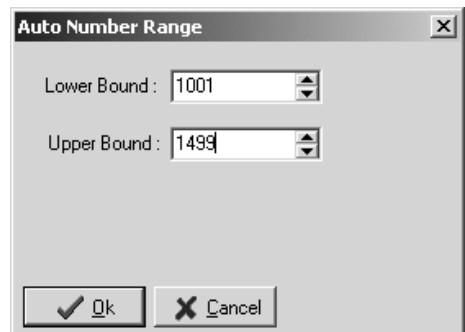 Auto Number Range
Lower Bound : 1001
Upper Bound : 1499
Ok Cancel